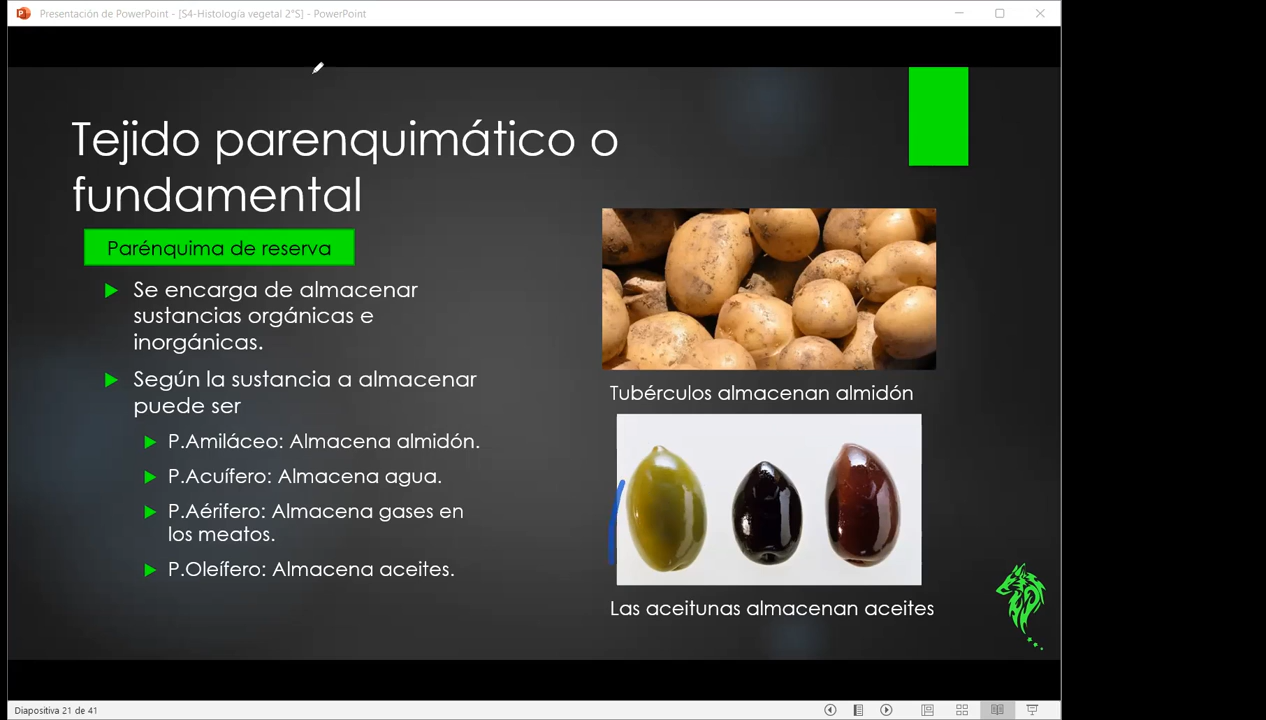 Presentación de PowerPoint - [S4-Histología vegetal 2°S] - PowerPoint
Tejido parenquimático o
fundamental
Parénquima de reserva
Se encarga de almacenar
sustancias orgánicas e
inorgánicas.
Según la sustancia a almacenar
puede ser
P.Amiláceo: Almacena almidón.
P.Acuífero: Almacena agua.
P.Aérifero: Almacena gases en
los meatos.
P.Oleífero: Almacena aceites.
Tubérculos almacenan almidón
Las aceitunas almacenan aceites
Diapositiva 21 de 41